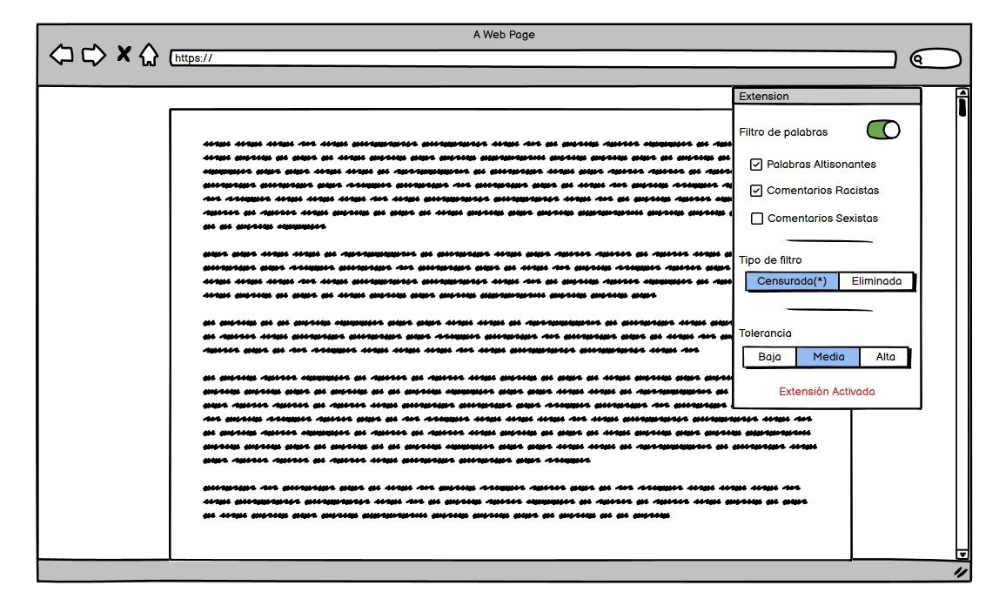 A Web Page
https://
Extension
Filtro de palabras
Palabras Altisonantes
Comentarios Racistas
Comentarios Sexistas
Tipo de filtro
Censurada(*) Eliminada
Tolerancia
Baja Media Alta
Extensión Activada